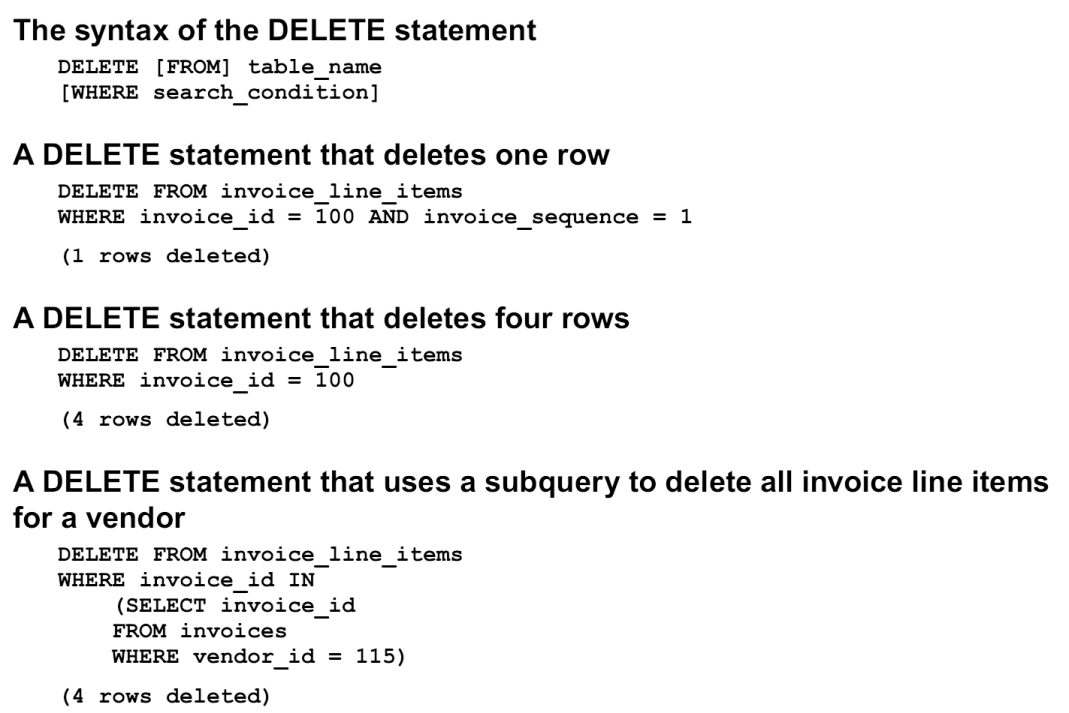 The syntax of the DELETE statement
DELETE [FROM] table_name
[WHERE search_condition]
A DELETE statement that deletes one row
DELETE FROM invoice_line_items
WHERE invoice_id = 100 AND invoice_sequence = 1
(1 rows deleted)
A DELETE statement that deletes four rows
DELETE FROM invoice_line_items
WHERE invoice_id = 100
(4 rows deleted)
A DELETE statement that uses a subquery to delete all invoice line items
for a vendor
DELETE FROM invoice_line_items
WHERE invoice_id IN
(SELECT invoice_id
FROM invoices
WHERE vendor_id = 115)
(4 rows deleted)